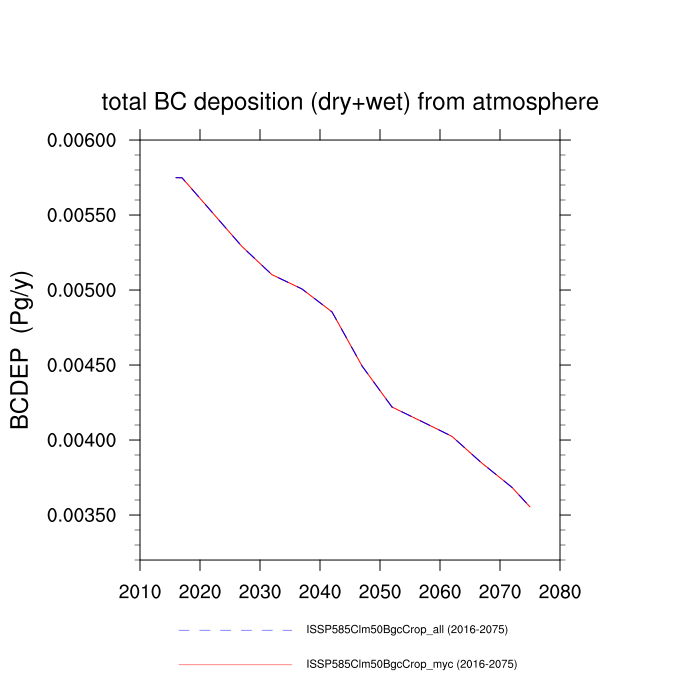 total BC deposition (dry+wet) from atmosphere
BCDEP (Pg/y)
0.00600
0.00550
0.00500
0.00450
0.00400
0.00350
2010 2020 2030 2040 2050 2060 2070 2080
ISSP585Clm50BgcCrop_all (2016-2075)
ISSP585Clm50BgcCrop_myc (2016-2075)